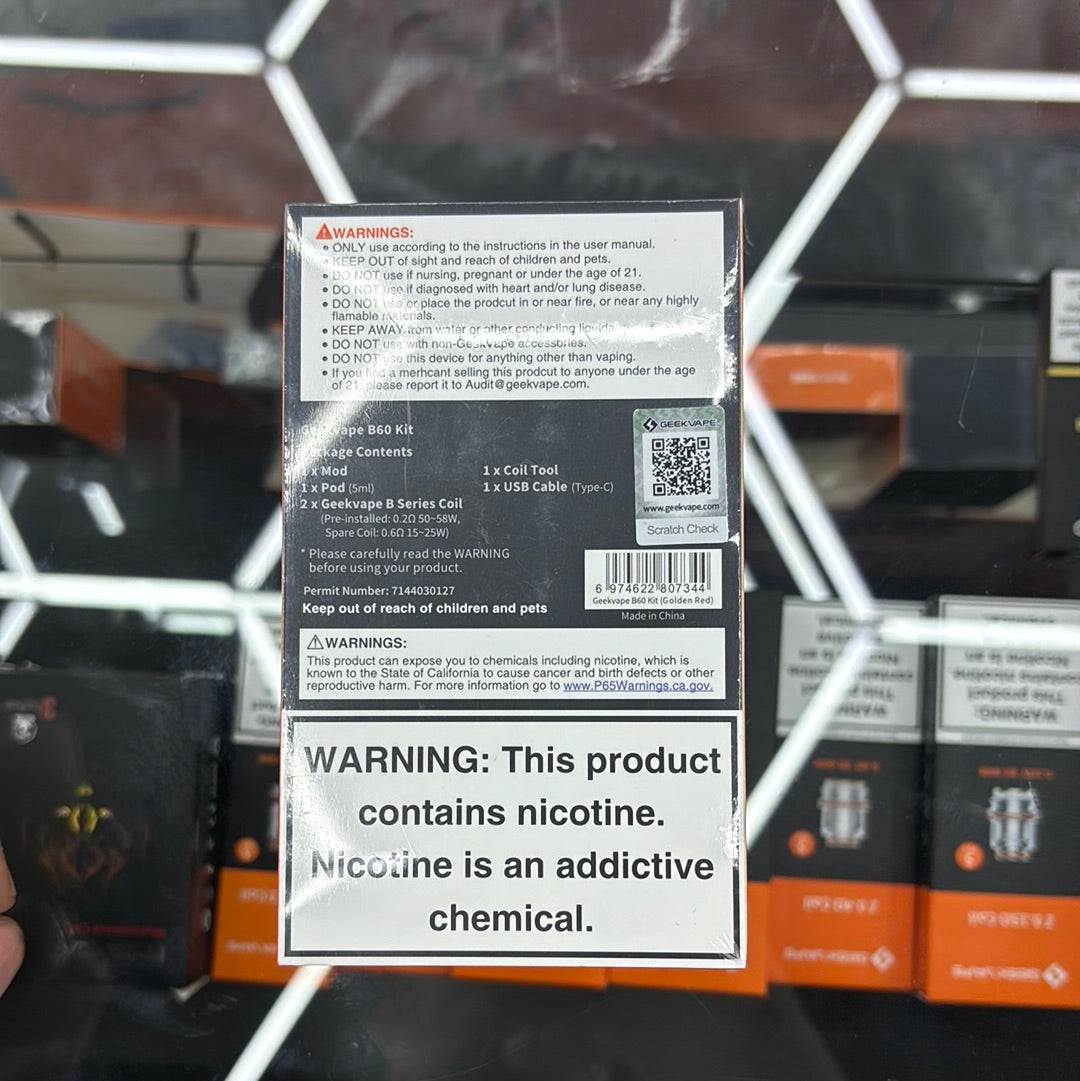 WARNINGS:
• ONLY use according to the instructions in the user manual.
• KEEP OUT of sight and reach of children and pets.
• DO NOT use if nursing, pregnant or under the age of 21.
• DO NOT use if diagnosed with heart and/or lung disease.
• DO NOT use or place the prodcut in or near fire, or near any highly
flamable materials.
• KEEP AWAY from water or other conducting liquids.
• DO NOT use with non-Geekvape accessories.
• DO NOT use this device for anything other than vaping.
• If you find a merhcant selling this prodcut to anyone under the age
of 21, please report it to Audit@geekvape.com.
Geekvape B60 Kit
Package Contents
1 x Mod
1 x Pod (5ml)
2 x Geekvape B Series Coil
(Pre-installed: 0.2Ω 50~58W,
Spare Coil: 0.6Ω 15~25W)
1 x Coil Tool
1 x USB Cable (Type-C)
GEEKVAPE
www.geekvape.com
Scratch Check
* Please carefully read the WARNING
before using your product.
Permit Number: 7144030127
Keep out of reach of children and pets
6 974622 807344
Geekvape B60 Kit (Golden Red)
Made in China
WARNINGS:
This product can expose you to chemicals including nicotine, which is
known to the State of California to cause cancer and birth defects or other
reproductive harm. For more information go to www.P65Warnings.ca.gov.
WARNING: This product
contains nicotine.
Nicotine is an addictive
chemical.